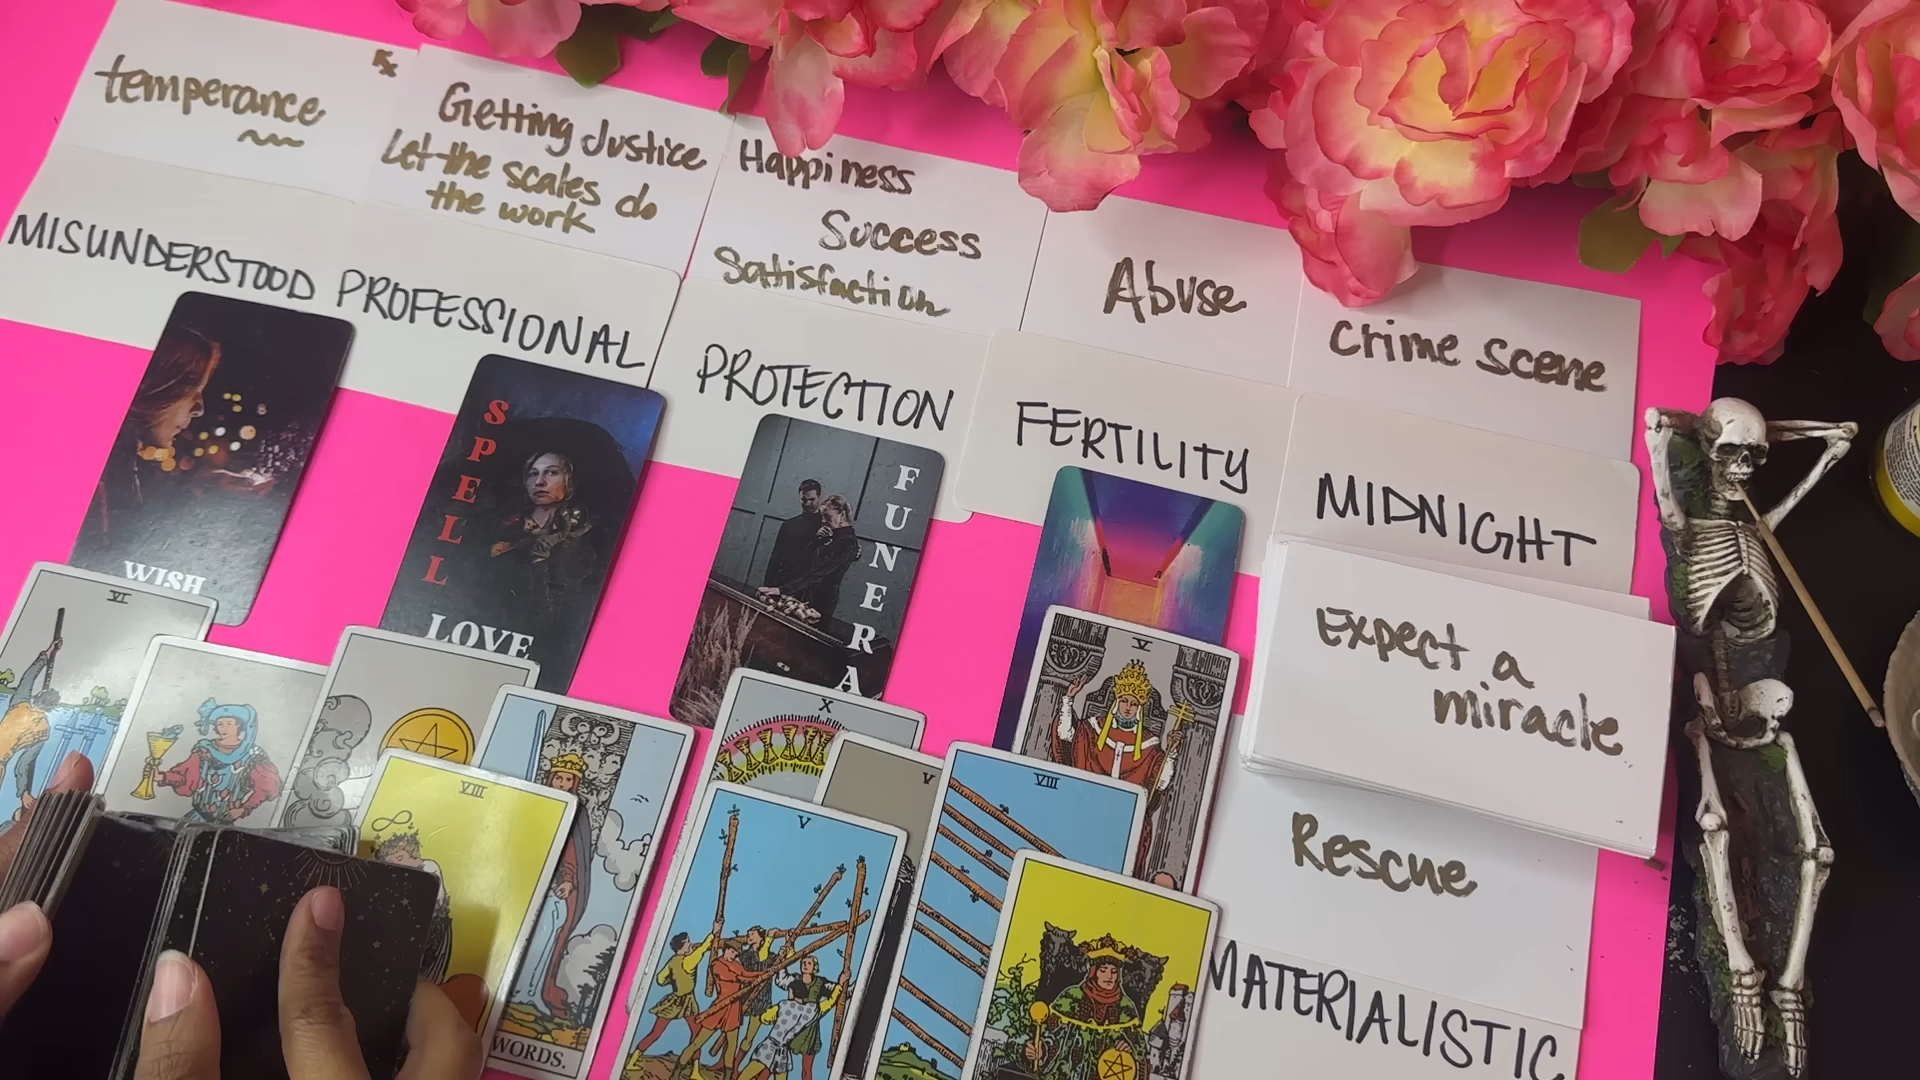 temperance
Getting Justice
Let the scales do
the work
Happiness
Success
Satisfaction
Abuse
Crime Scene
MISUNDERSTOOD
PROFESSIONAL
PROTECTION
FERTILITY
MIDNIGHT
WISH
SPELL
LOVE
FUNERA
Expect a
miracle
Rescue
MATERIALISTIC
VI
VIII
X
V
V
VIII
V
WORDS.